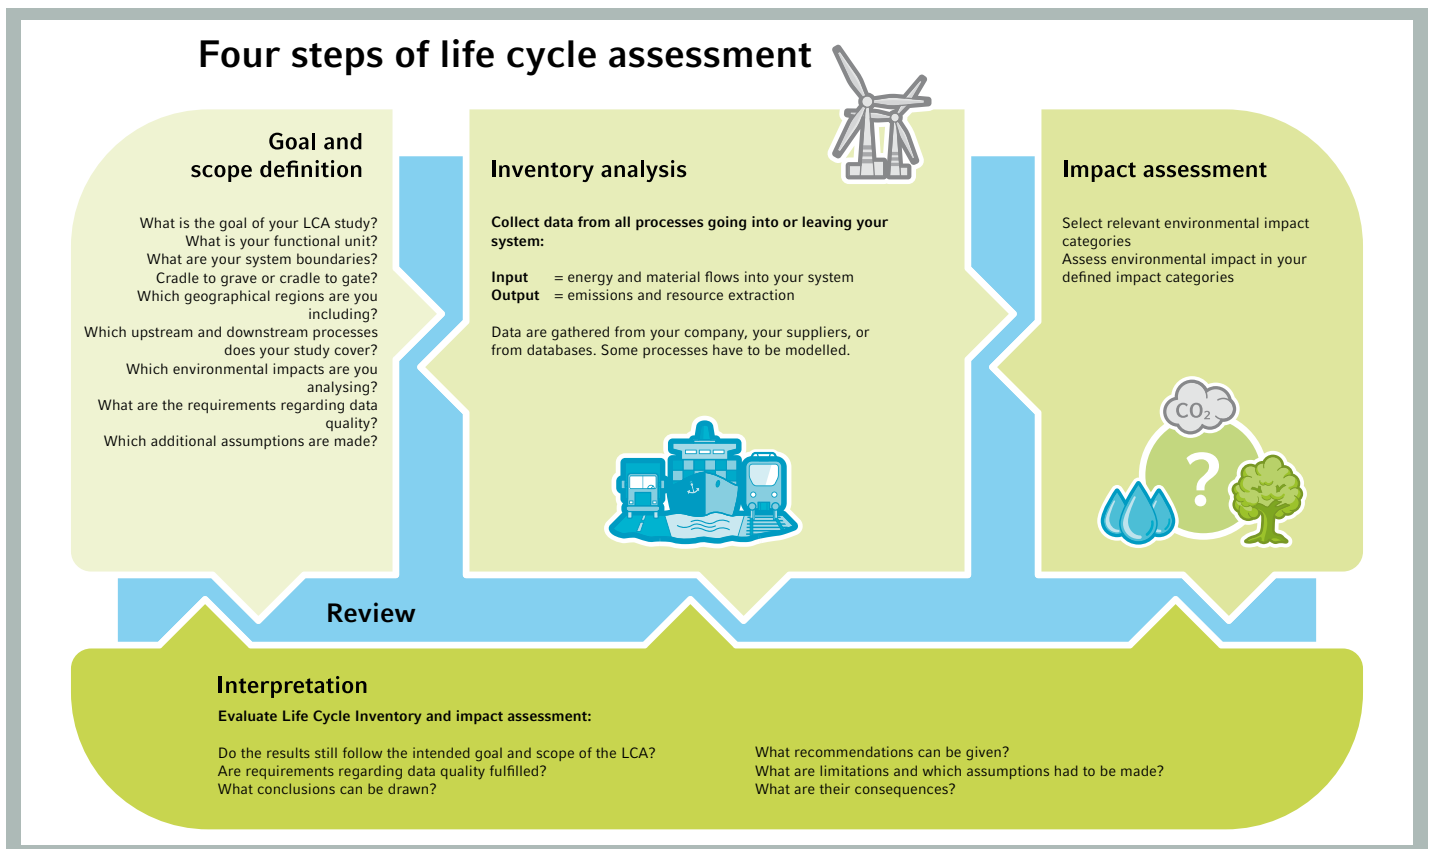 Four steps of life cycle assessment
Goal and
scope definition
What is the goal of your LCA study?
What is your functional unit?
What are your system boundaries?
Cradle to grave or cradle to gate?
Which geographical regions are you
including?
Which upstream and downstream processes
does your study cover?
Which environmental impacts are you
analysing?
What are the requirements regarding data
quality?
Which additional assumptions are made?
Inventory analysis
Collect data from all processes going into or leaving your
system:
Input = energy and material flows into your system
Output = emissions and resource extraction
Data are gathered from your company, your suppliers, or
from databases. Some processes have to be modelled.
Impact assessment
Select relevant environmental impact
categories
Assess environmental impact in your
defined impact categories
CO₂
?
Review
Interpretation
Evaluate Life Cycle Inventory and impact assessment:
Do the results still follow the intended goal and scope of the LCA?
Are requirements regarding data quality fulfilled?
What conclusions can be drawn?
What recommendations can be given?
What are limitations and which assumptions had to be made?
What are their consequences?